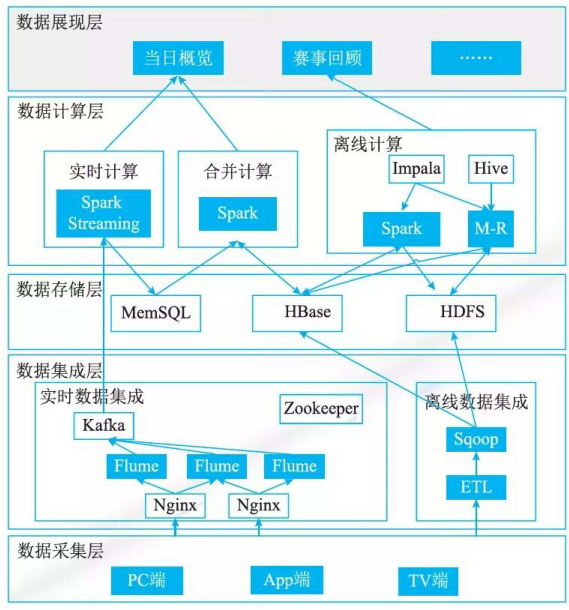 数据展现层
当日概览
赛事回顾
……
数据计算层
实时计算
Spark
Streaming
合并计算
Spark
离线计算
Impala
Hive
Spark
M-R
数据存储层
MemSQL
HBase
HDFS
数据集成层
实时数据集成
Kafka
Zookeeper
Flume
Flume
Flume
Nginx
Nginx
离线数据集成
Sqoop
ETL
数据采集层
PC端
App端
TV端